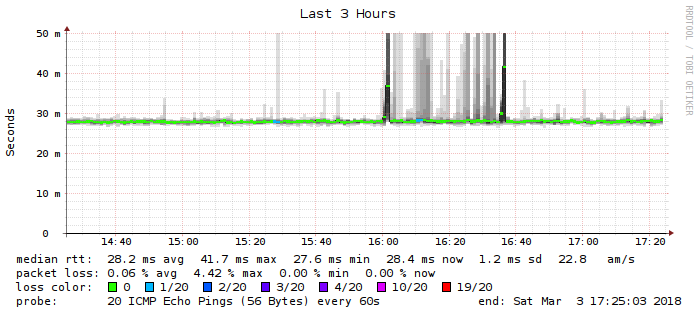 Last 3 Hours
RRDTOOL / TOBI OETIKER
Seconds
50 m
40 m
30 m
20 m
10 m
0
14:40 15:00 15:20 15:40 16:00 16:20 16:40 17:00 17:20
median rtt: 28.2 ms avg 41.7 ms max 27.6 ms min 28.4 ms now 1.2 ms sd 22.8 am/s
packet loss: 0.06 % avg 4.42 % max 0.00 % min 0.00 % now
loss color: 0 1/20 2/20 3/20 4/20 10/20 19/20
probe: 20 ICMP Echo Pings (56 Bytes) every 60s end: Sat Mar 3 17:25:03 2018